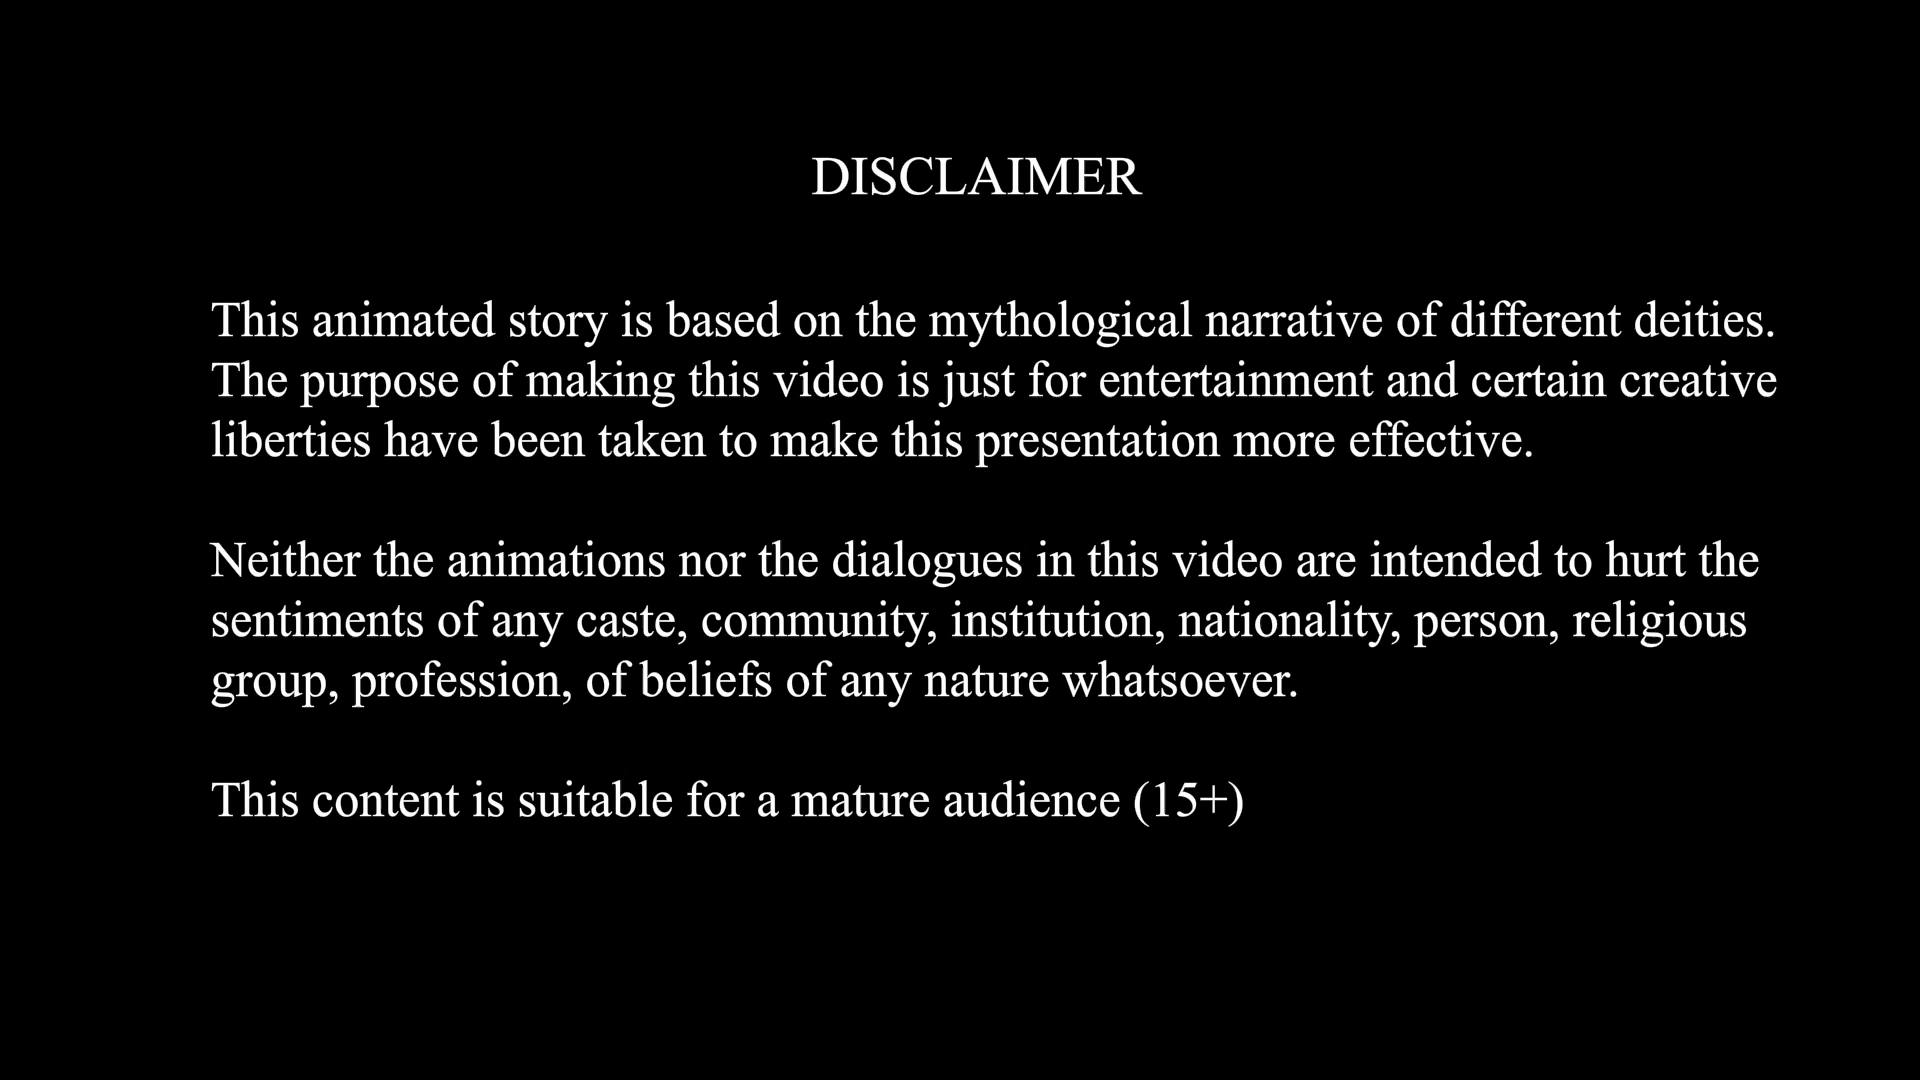 DISCLAIMER
This animated story is based on the mythological narrative of different deities.
The purpose of making this video is just for entertainment and certain creative
liberties have been taken to make this presentation more effective.
Neither the animations nor the dialogues in this video are intended to hurt the
sentiments of any caste, community, institution, nationality, person, religious
group, profession, of beliefs of any nature whatsoever.
This content is suitable for a mature audience (15+)